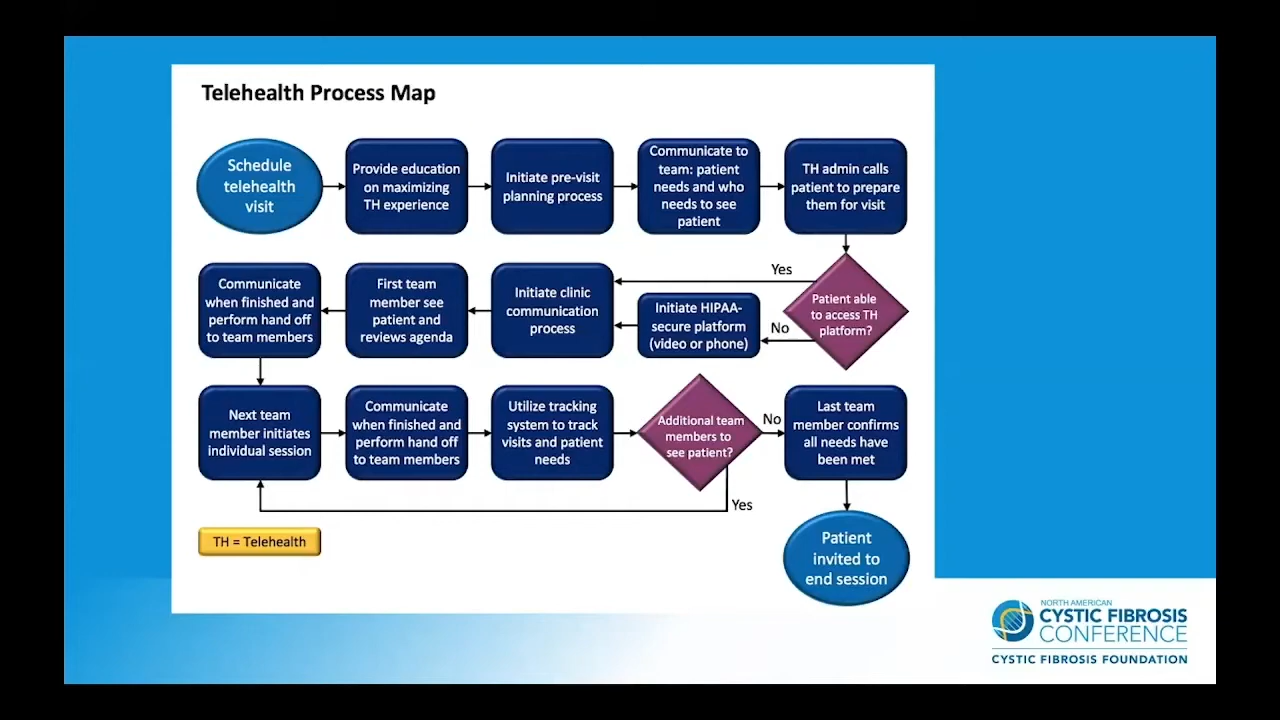 Telehealth Process Map
Schedule
telehealth
visit
Provide education
on maximizing
TH experience
Initiate pre-visit
planning process
Communicate to
team: patient
needs and who
needs to see
patient
TH admin calls
patient to prepare
them for visit
Patient able
to access TH
platform?
Yes
No
Initiate HIPAA-
secure platform
(video or phone)
Initiate clinic
communication
process
First team
member see
patient and
reviews agenda
Communicate
when finished and
perform hand off
to team members
Next team
member initiates
individual session
Communicate
when finished and
perform hand off
to team members
Utilize tracking
system to track
visits and patient
needs
Additional team
members to
see patient?
No
Yes
Last team
member confirms
all needs have
been met
Patient
invited to
end session
TH = Telehealth
NORTH AMERICAN
CYSTIC FIBROSIS
CONFERENCE
CYSTIC FIBROSIS FOUNDATION